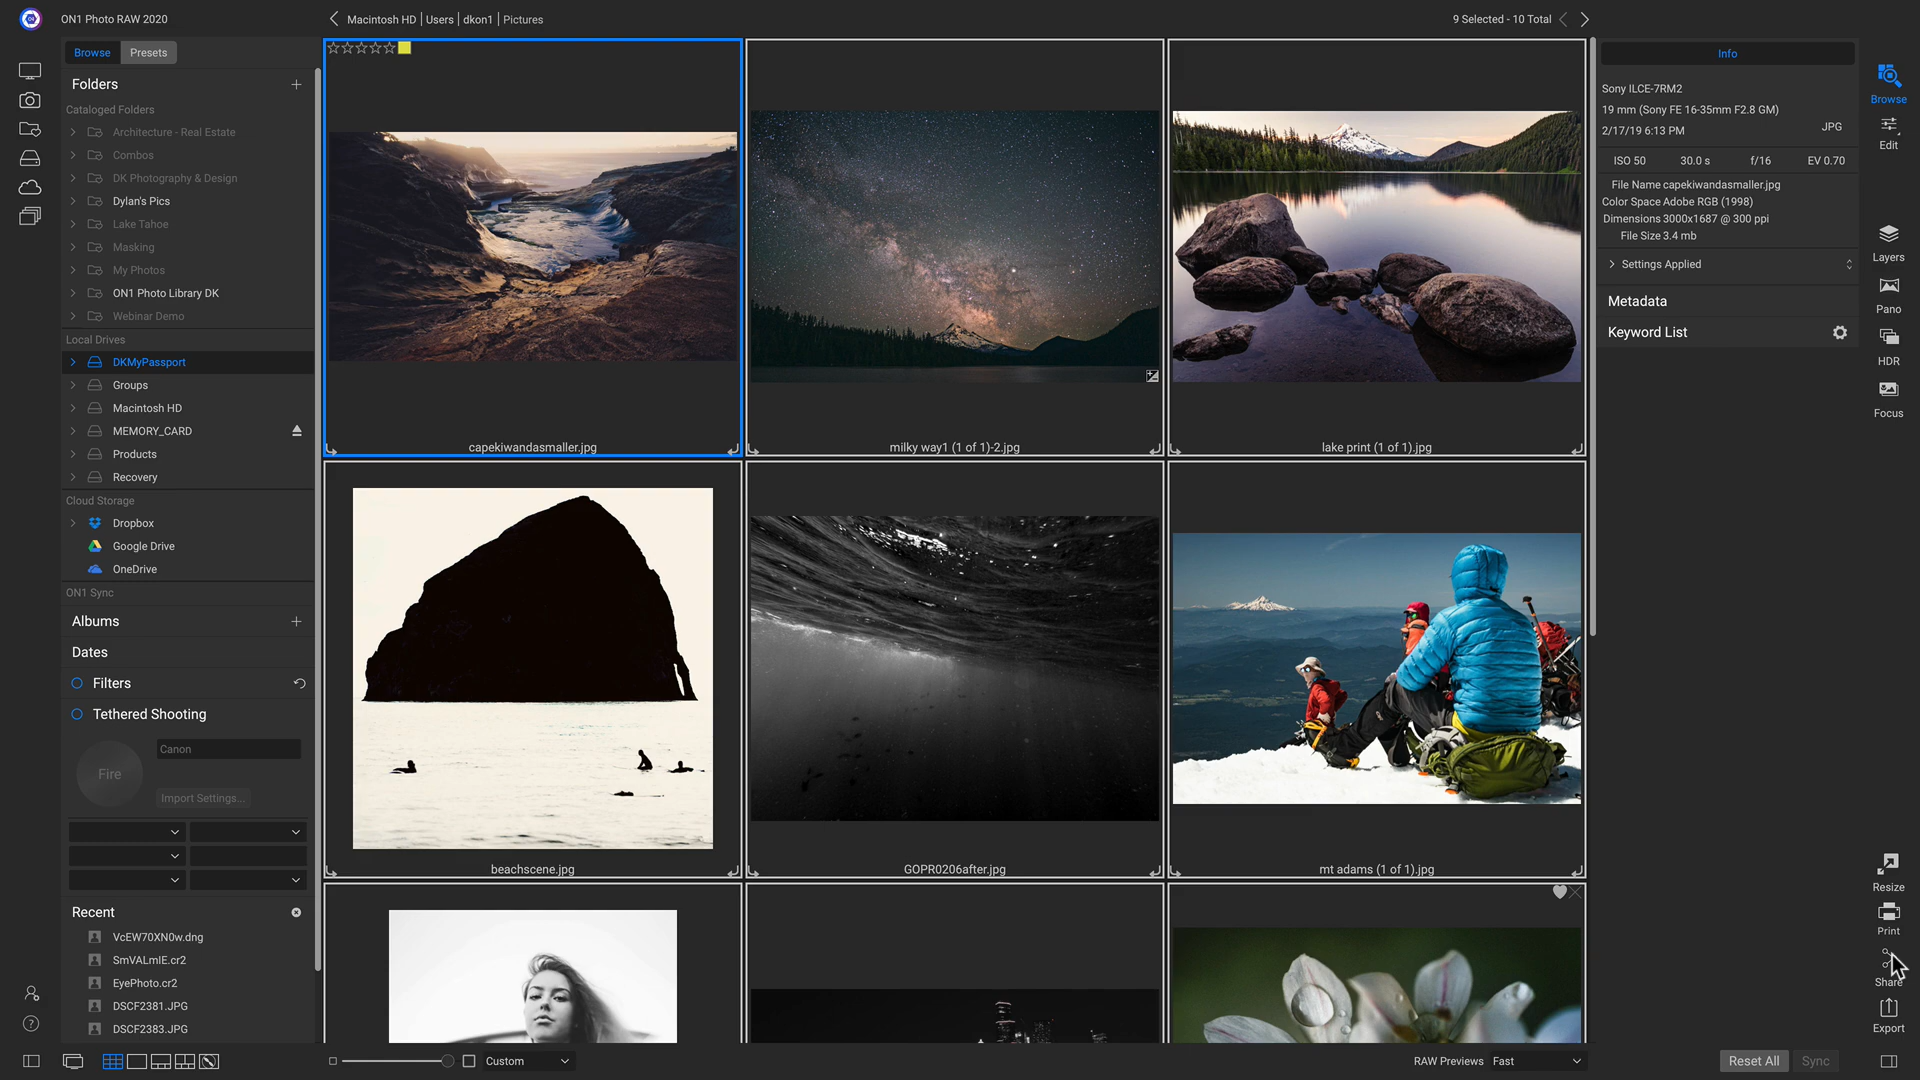 ON1 Photo RAW 2020
Macintosh HD | Users | dkon1 | Pictures
9 Selected - 10 Total
Browse
Presets
Folders
Cataloged Folders
Architecture - Real Estate
Combos
DK Photography & Design
Dylan's Pics
Lake Tahoe
Masking
My Photos
ON1 Photo Library DK
Webinar Demo
Local Drives
DKMyPassport
Groups
Macintosh HD
MEMORY_CARD
Products
Recovery
Cloud Storage
Dropbox
Google Drive
OneDrive
ON1 Sync
Albums
Dates
Filters
Tethered Shooting
Canon
Fire
Import Settings...
Recent
VcEW70XN0w.dng
SmVALmIE.cr2
EyePhoto.cr2
DSCF2381.JPG
DSCF2383.JPG
capekiwandasmaller.jpg
milky way1 (1 of 1)-2.jpg
lake print (1 of 1).jpg
beachscene.jpg
GOPR0206after.jpg
mt adams (1 of 1).jpg
Custom
RAW Previews Fast
Reset All
Sync
Info
Sony ILCE-7RM2
19 mm (Sony FE 16-35mm F2.8 GM)
2/17/19 6:13 PM
JPG
ISO 50 30.0 s f/16 EV 0.70
File Name capekiwandasmaller.jpg
Color Space Adobe RGB (1998)
Dimensions 3000x1687 @ 300 ppi
File Size 3.4 mb
Settings Applied
Metadata
Keyword List
Browse
Edit
Layers
Pano
HDR
Focus
Resize
Print
Share
Export